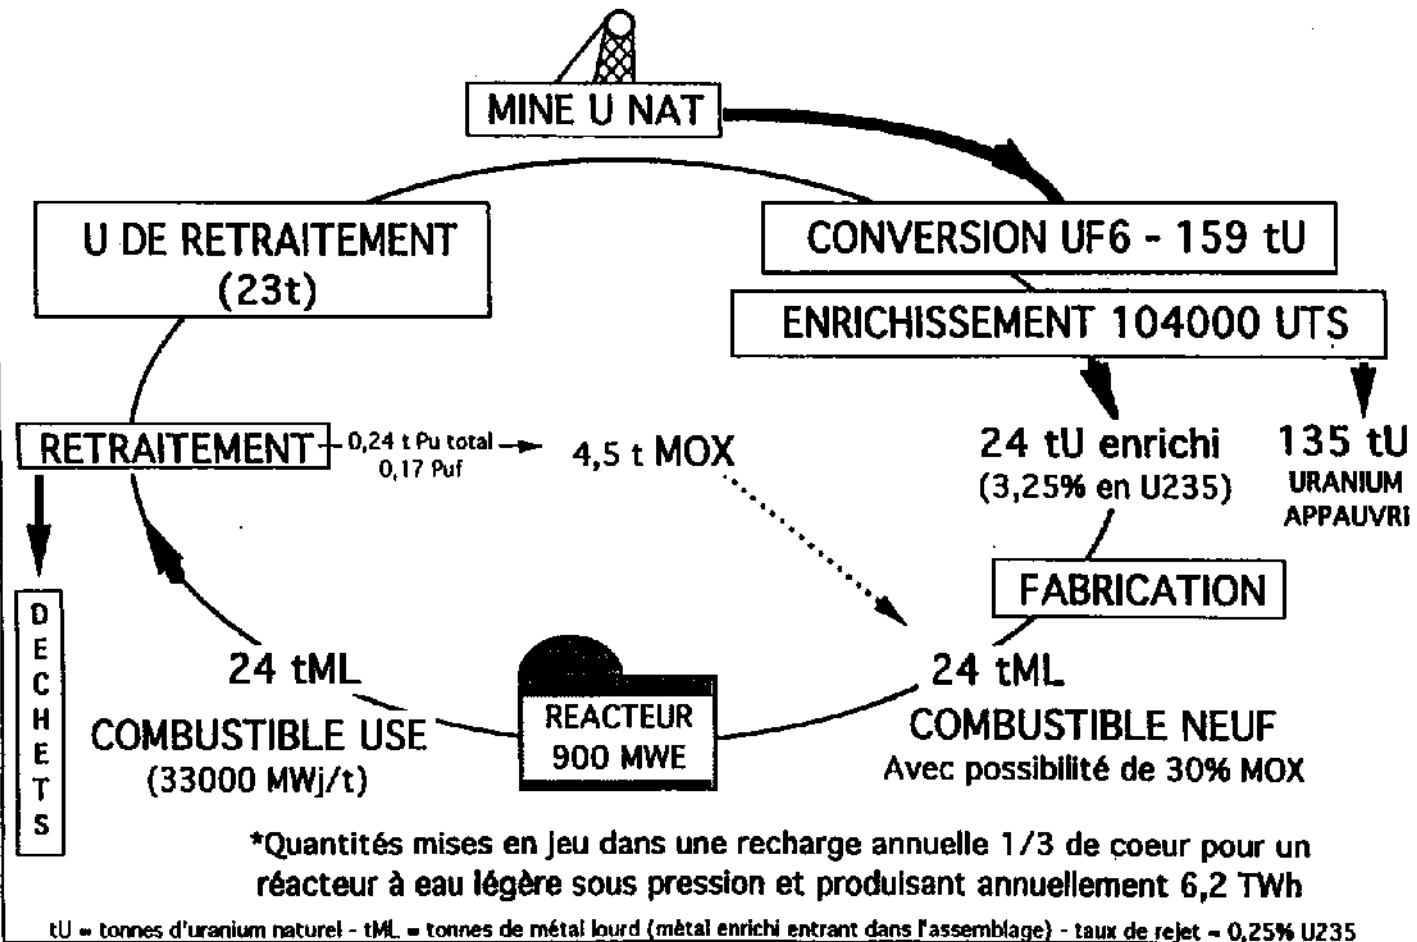 MINE U NAT
U DE RETRAITEMENT
(23t)
CONVERSION UF6 - 159 tU
ENRICHISSEMENT 104000 UTS
RETRAITEMENT
0,24 t Pu total
0,17 Puf
4,5 t MOX
24 tU enrichi
(3,25% en U235)
135 tU
URANIUM
APPAUVRI
FABRICATION
DECHETS
24 tML
COMBUSTIBLE USE
(33000 MWj/t)
REACTEUR
900 MWE
24 tML
COMBUSTIBLE NEUF
Avec possibilité de 30% MOX
*Quantités mises en jeu dans une recharge annuelle 1/3 de coeur pour un
réacteur à eau légère sous pression et produisant annuellement 6,2 TWh
tU = tonnes d'uranium naturel - tML = tonnes de métal lourd (métal enrichi entrant dans l'assemblage) - taux de rejet = 0,25% U235